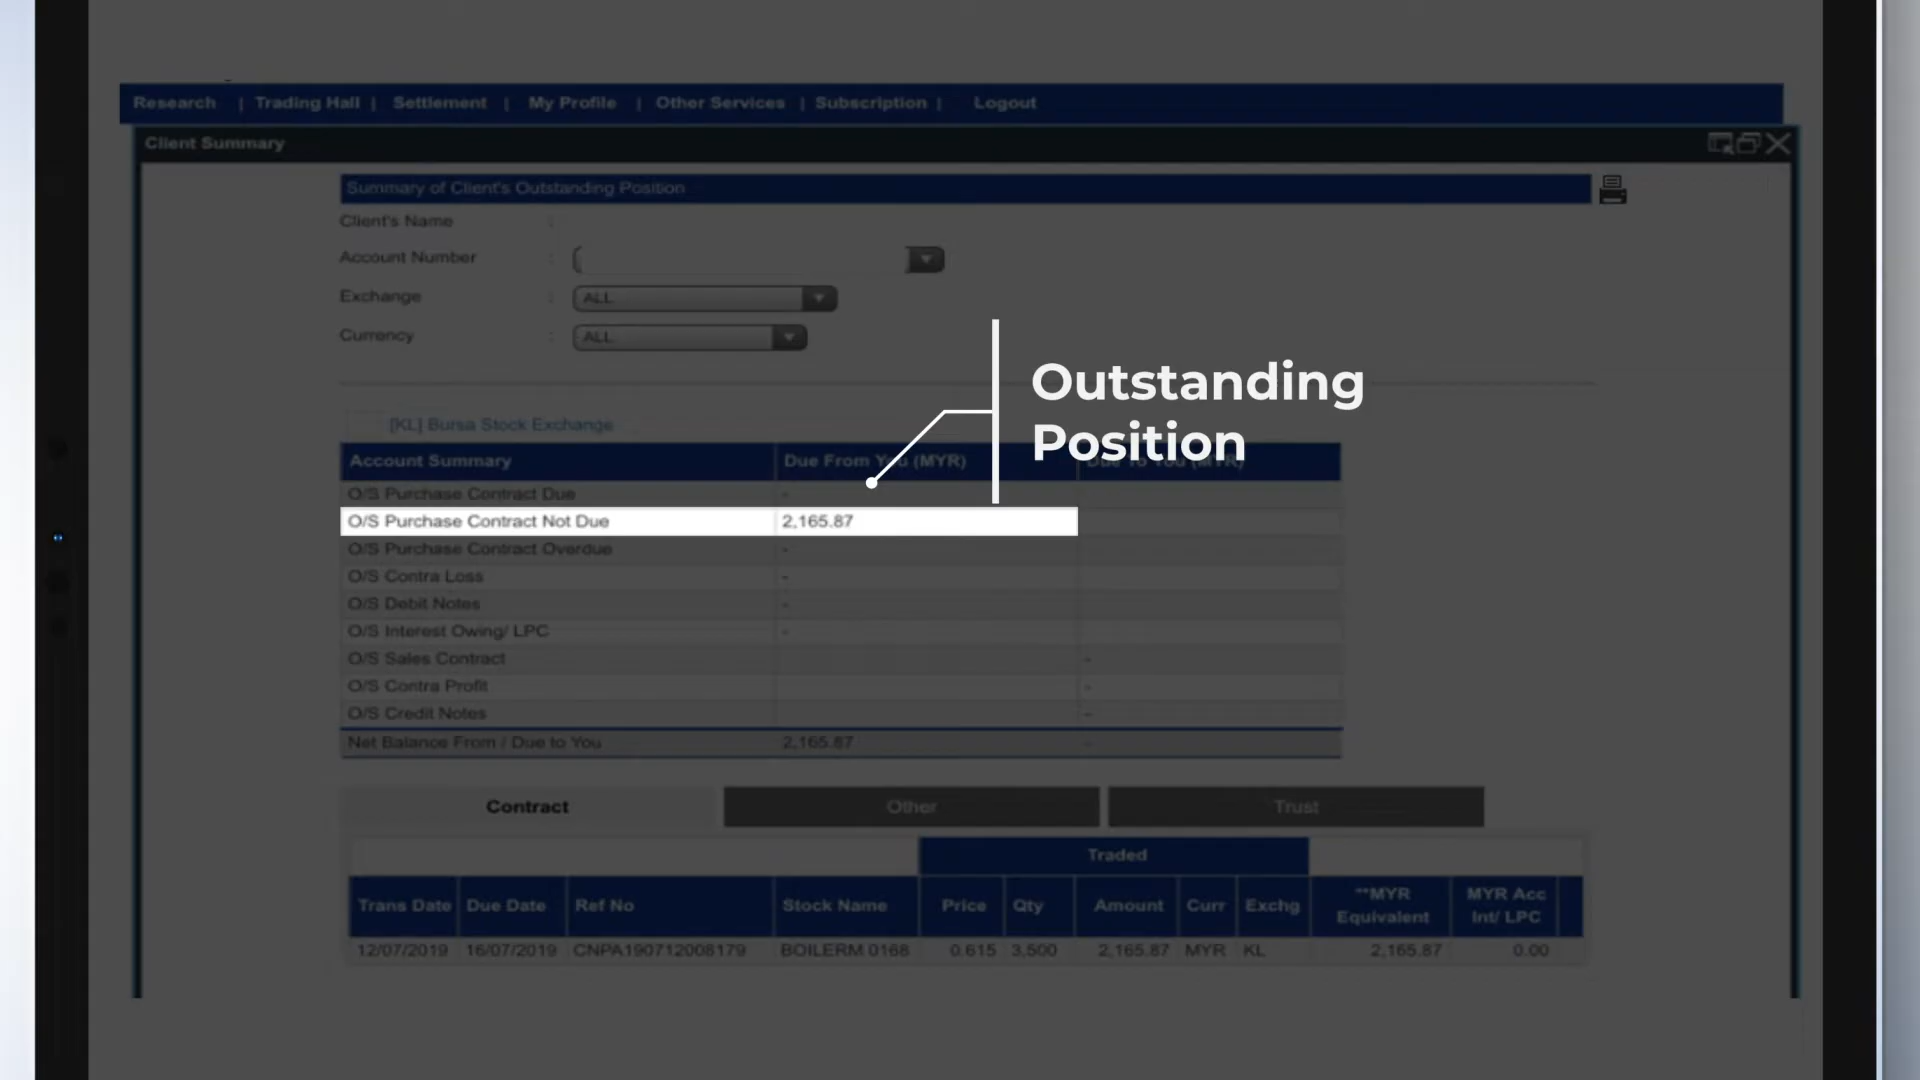 Research | Trading Hall | Settlement | My Profile | Other Services | Subscription | Logout
Client Summary
Summary of Client's Outstanding Position
Client's Name :
Account Number :
Exchange : ALL
Currency : ALL
Outstanding
Position
[KL] Bursa Stock Exchange
Account Summary Due From You (MYR) Due To You (MYR)
O/S Purchase Contract Due -
O/S Purchase Contract Not Due 2,165.87
O/S Purchase Contract Overdue -
O/S Contra Loss -
O/S Debit Notes -
O/S Interest Owing/ LPC -
O/S Sales Contract -
O/S Contra Profit -
O/S Credit Notes -
Net Balance From / Due to You 2,165.87 -
Contract Other Trust
Traded
Trans Date Due Date Ref No Stock Name Price Qty Amount Curr Exchg **MYR Equivalent MYR Acc Int/ LPC
12/07/2019 16/07/2019 CNPA190712008179 BOILERM 0168 0.615 3,500 2,165.87 MYR KL 2,165.87 0.00